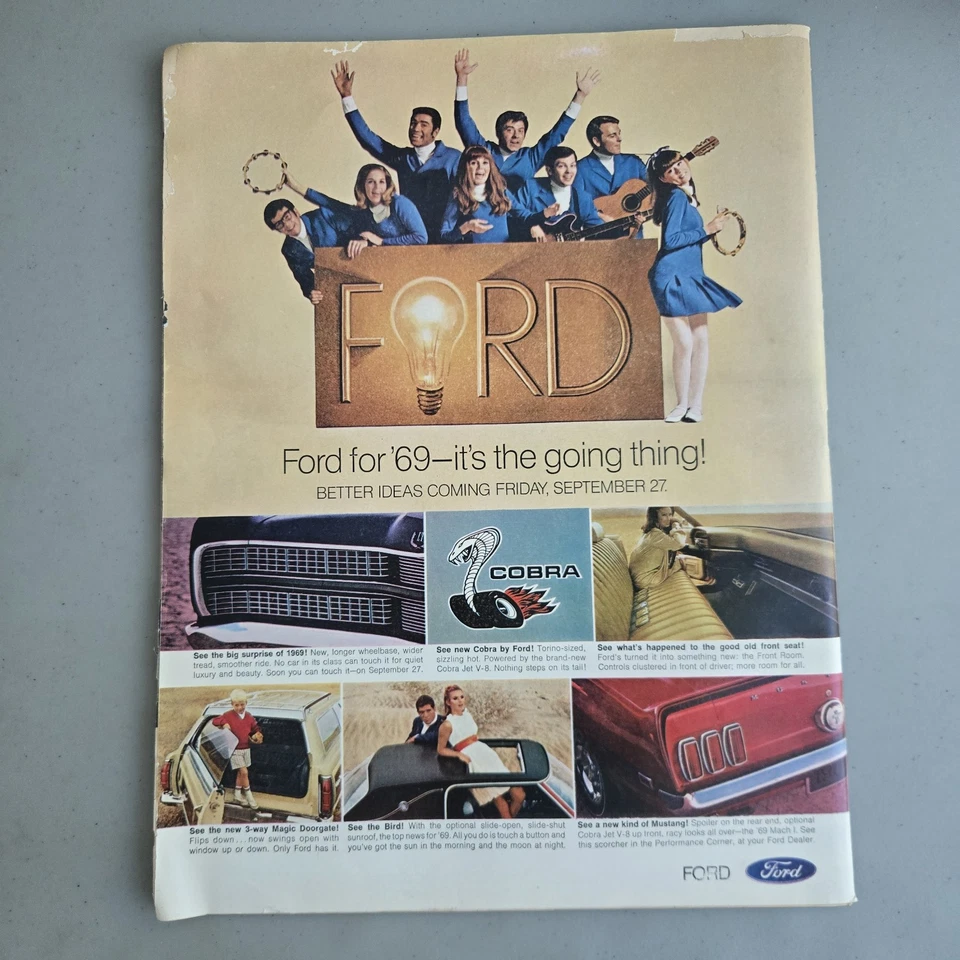 FORD
Ford for '69—it's the going thing!
BETTER IDEAS COMING FRIDAY, SEPTEMBER 27.
COBRA
See the big surprise of 1969! New, longer wheelbase, wider
tread, smoother ride. No car in its class can touch it for quiet
luxury and beauty. Soon you can touch it—on September 27.
See new Cobra by Ford! Torino-sized,
sizzling hot. Powered by the brand-new
Cobra Jet V-8. Nothing steps on its tail!
See what's happened to the good old front seat!
Ford's turned it into something new: the Front Room.
Controls clustered in front of driver; more room for all.
See the new 3-way Magic Doorgate!
Flips down . . . now swings open with
window up or down. Only Ford has it.
See the Bird! With the optional slide-open, slide-shut
sunroof, the top news for '69. All you do is touch a button and
you've got the sun in the morning and the moon at night.
See a new kind of Mustang! Spoiler on the rear end, optional
Cobra Jet V-8 up front, racy looks all over—the '69 Mach I. See
this scorcher in the Performance Corner, at your Ford Dealer.
FORD
Ford